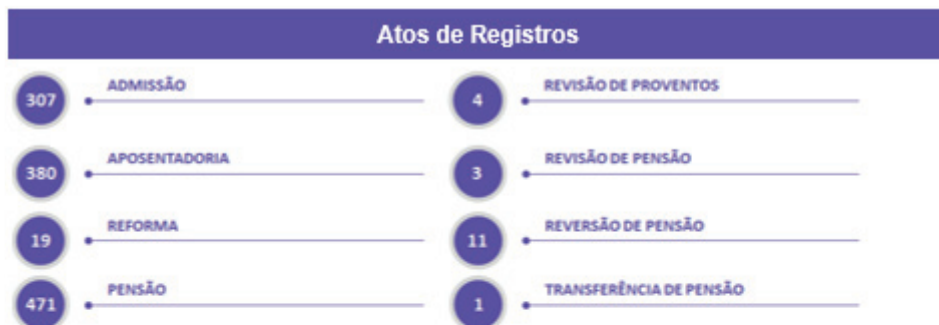 Atos de Registros
307 ADMISSÃO
4 REVISÃO DE PROVENTOS
380 APOSENTADORIA
3 REVISÃO DE PENSÃO
19 REFORMA
11 REVERSÃO DE PENSÃO
471 PENSÃO
1 TRANSFERÊNCIA DE PENSÃO